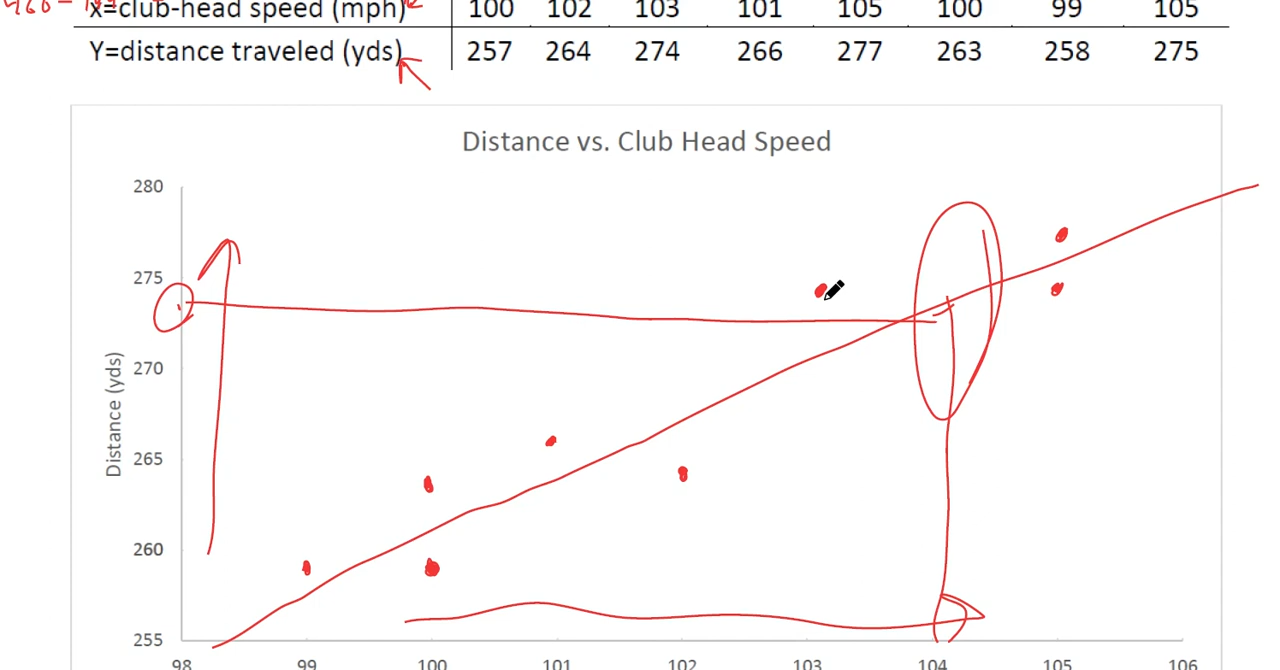 x=club-head speed (mph) 100 102 103 101 105 100 99 105
Y=distance traveled (yds) 257 264 274 266 277 263 258 275
Distance vs. Club Head Speed
280
275
270
265
260
255
Distance (yds)
98 99 100 101 102 103 104 105 106